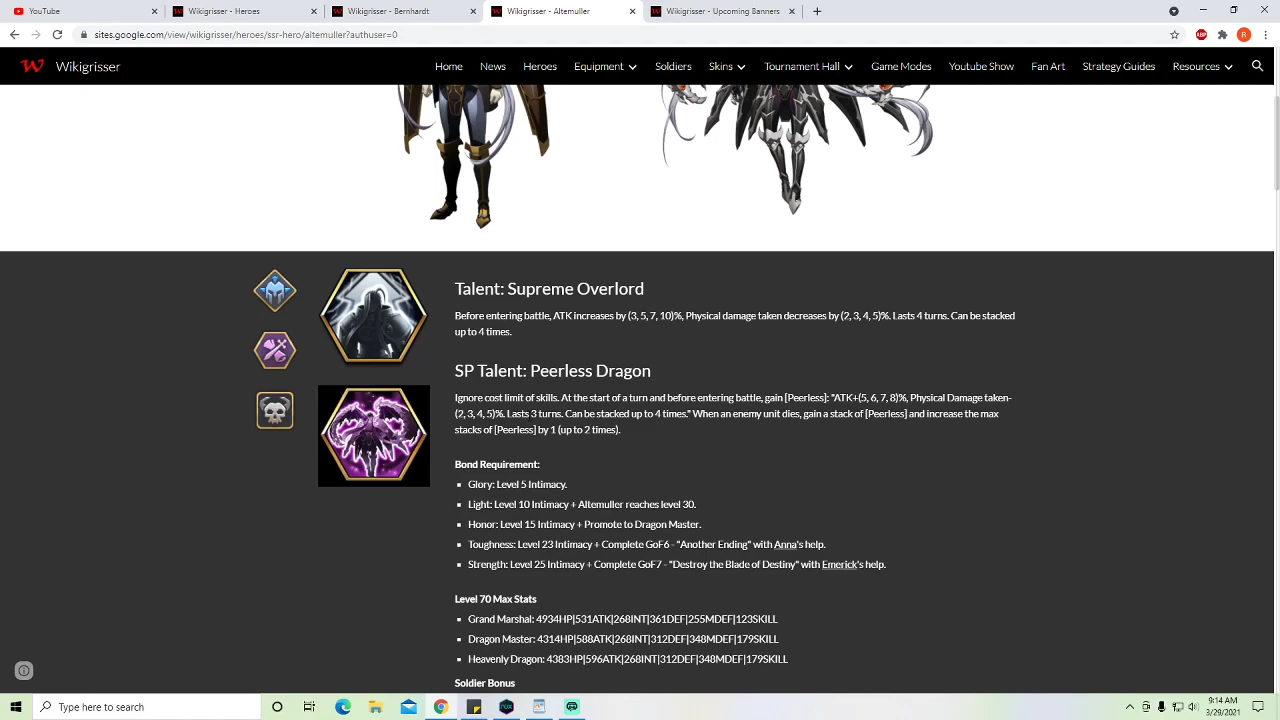 YouTube
Wikigrisser - Heroes
Wikigrisser - Bernhardt
Wikigrisser - Altemuller
Wikigrisser - Upcoming Banners
sites.google.com/view/wikigrisser/heroes/ssr-hero/altemuller?authuser=0
ABP
R
W Wikigrisser
Home News Heroes Equipment Soldiers Skins Tournament Hall Game Modes Youtube Show Fan Art Strategy Guides Resources
Talent: Supreme Overlord
Before entering battle, ATK increases by (3, 5, 7, 10)%, Physical damage taken decreases by (2, 3, 4, 5)%. Lasts 4 turns. Can be stacked
up to 4 times.
SP Talent: Peerless Dragon
Ignore cost limit of skills. At the start of a turn and before entering battle, gain [Peerless]: "ATK+(5, 6, 7, 8)%, Physical Damage taken-
(2, 3, 4, 5)%. Lasts 3 turns. Can be stacked up to 4 times." When an enemy unit dies, gain a stack of [Peerless] and increase the max
stacks of [Peerless] by 1 (up to 2 times).
Bond Requirement:
Glory: Level 5 Intimacy.
Light: Level 10 Intimacy + Altemuller reaches level 30.
Honor: Level 15 Intimacy + Promote to Dragon Master.
Toughness: Level 23 Intimacy + Complete GoF6 - "Another Ending" with Anna's help.
Strength: Level 25 Intimacy + Complete GoF7 - "Destroy the Blade of Destiny" with Emerick's help.
Level 70 Max Stats
Grand Marshal: 4934HP|531ATK|268INT|361DEF|255MDEF|123SKILL
Dragon Master: 4314HP|588ATK|268INT|312DEF|348MDEF|179SKILL
Heavenly Dragon: 4383HP|596ATK|268INT|312DEF|348MDEF|179SKILL
Soldier Bonus
Type here to search
9:14 AM
3/29/2021